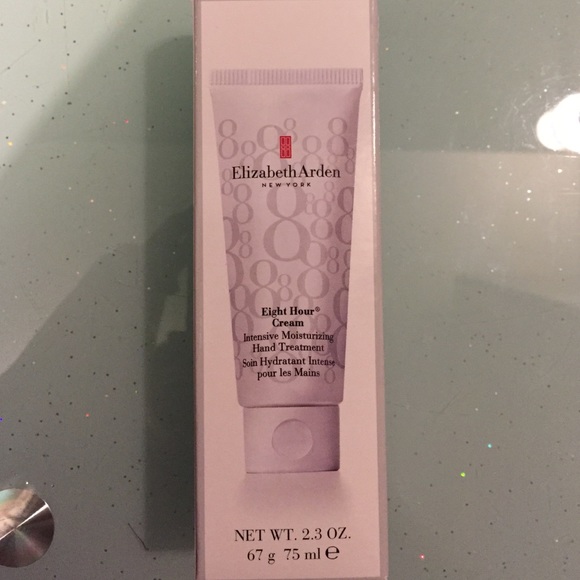 ElizabethArden
NEW YORK
Eight Hour®
Cream
Intensive Moisturizing
Hand Treatment
Soin Hydratant Intense
pour les Mains
NET WT. 2.3 OZ.
67 g 75 ml ℮